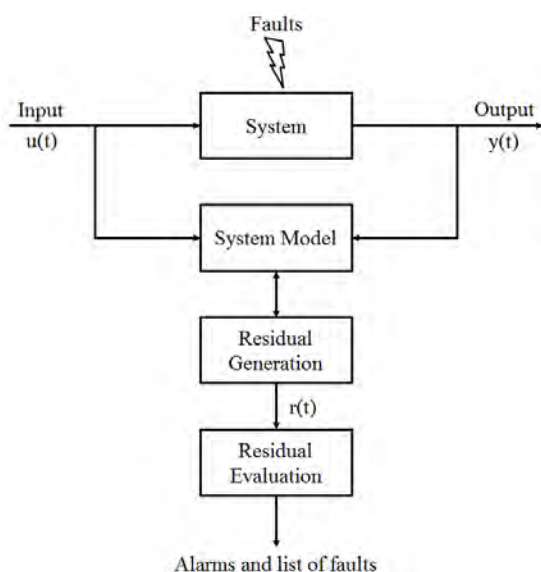 Faults
Input
u(t)
System
Output
y(t)
System Model
Residual
Generation
r(t)
Residual
Evaluation
Alarms and list of faults